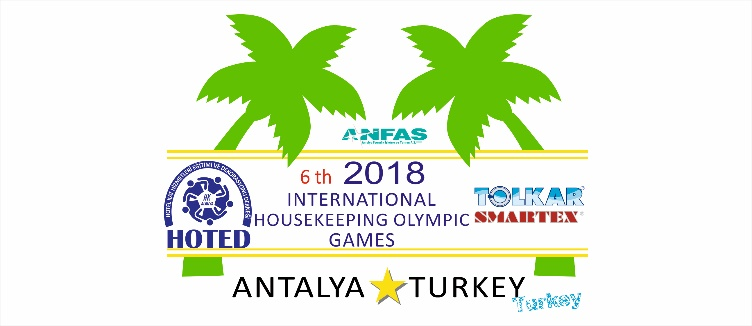 ANFAS
6 th 2018
INTERNATIONAL
HOUSEKEEPING OLYMPIC
GAMES
HOTED
TOLKAR
SMARTEX
ANTALYA TURKEY
Turkey